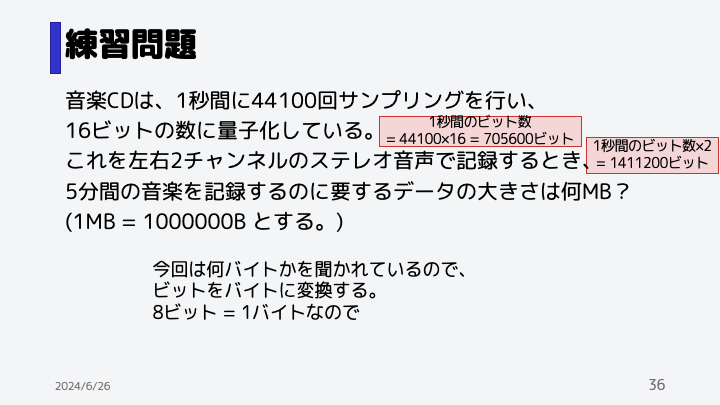 練習問題
音楽CDは、1秒間に44100回サンプリングを行い、
16ビットの数に量子化している。
1秒間のビット数
= 44100×16 = 705600ビット
これを左右2チャンネルのステレオ音声で記録するとき、
1秒間のビット数×2
= 1411200ビット
5分間の音楽を記録するのに要するデータの大きさは何MB？
(1MB = 1000000B とする。)
今回は何バイトかを聞かれているので、
ビットをバイトに変換する。
8ビット = 1バイトなので
2024/6/26
36